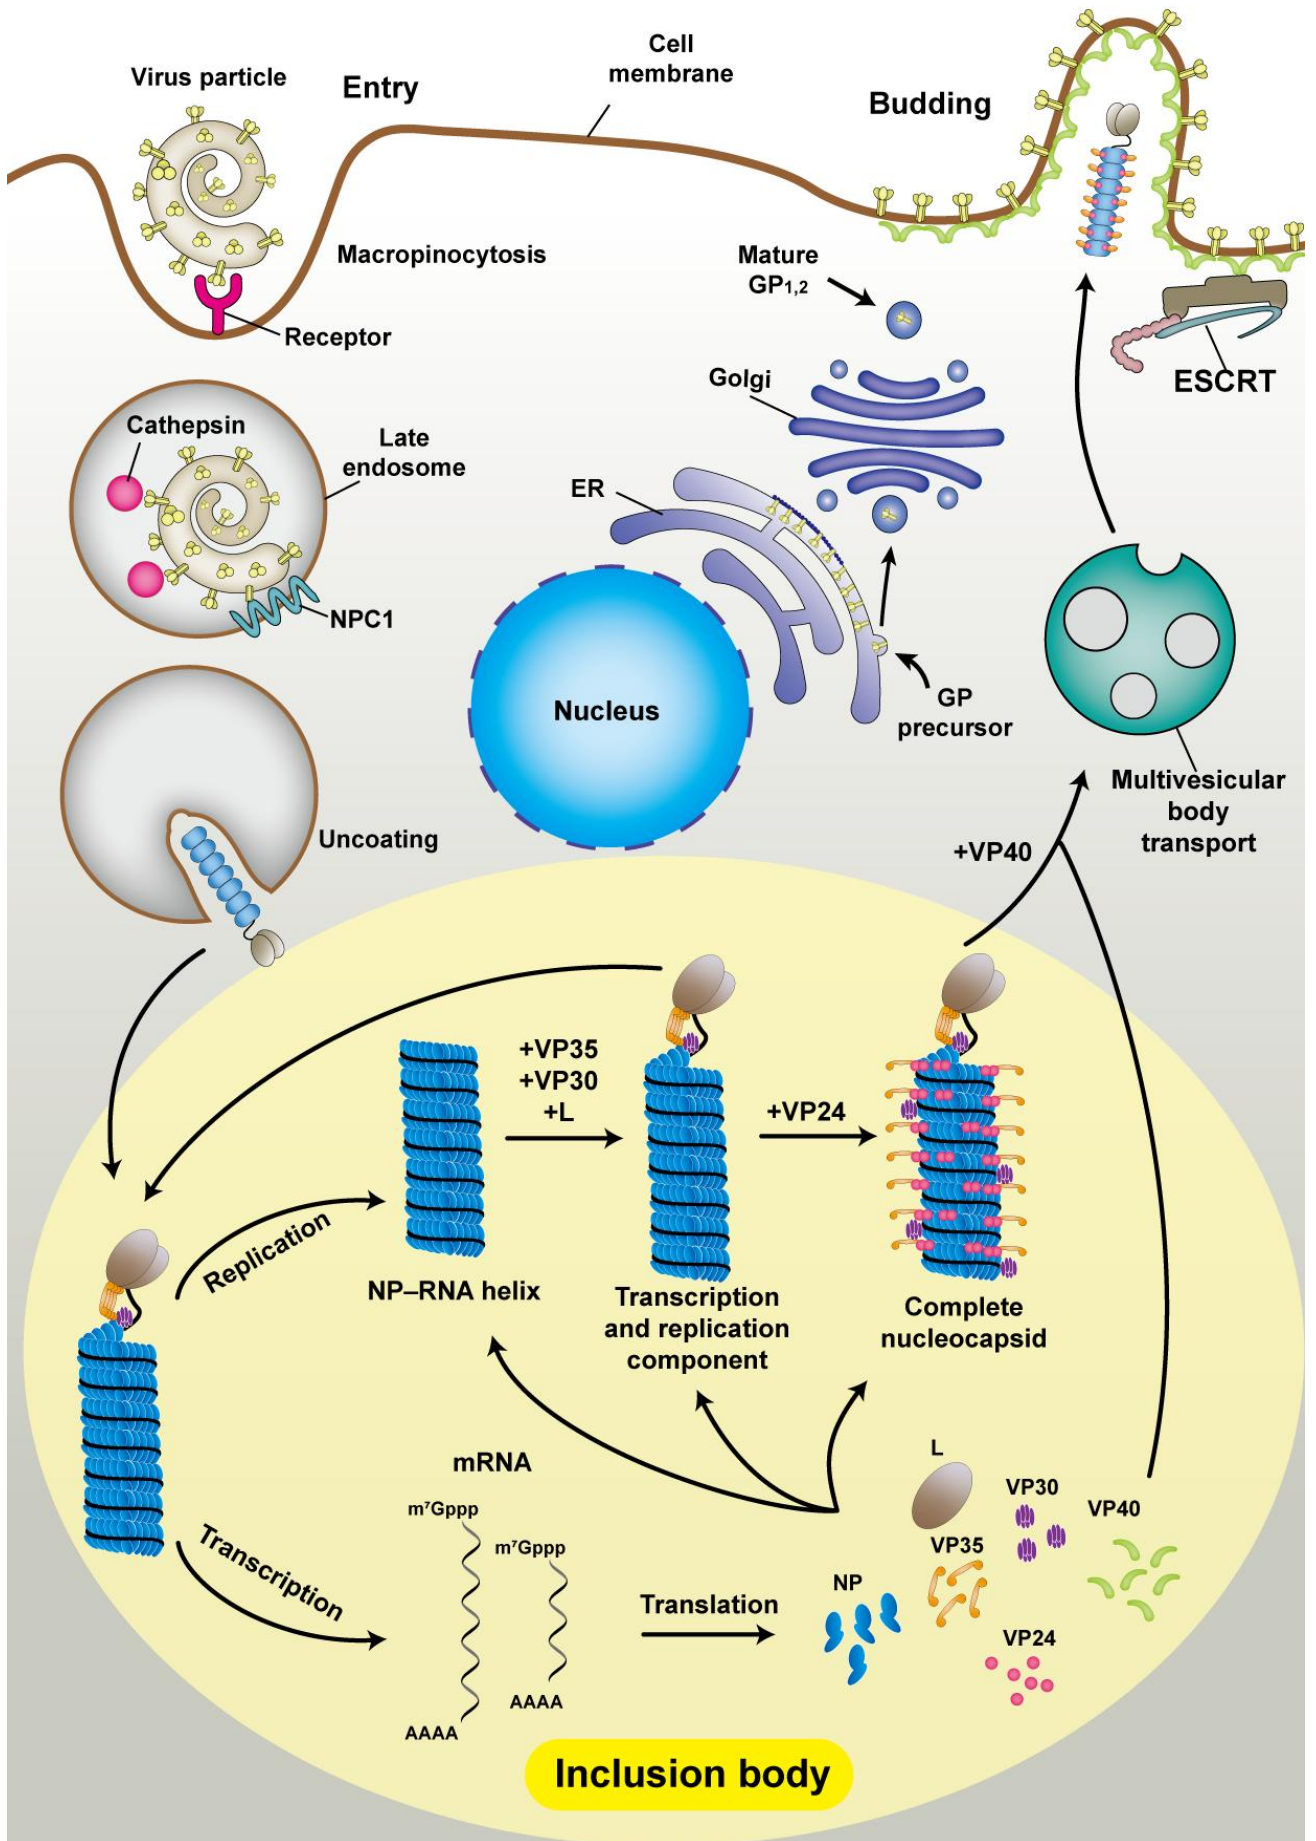 Virus particle
Entry
Cell
membrane
Budding
Macropinocytosis
Receptor
Mature
GP1,2
Golgi
ESCRT
Cathepsin
Late
endosome
ER
NPC1
Nucleus
GP
precursor
Multivesicular
body
transport
Uncoating
+VP40
+VP35
+VP30
+L
+VP24
Replication
NP–RNA helix
Transcription
and replication
component
Complete
nucleocapsid
mRNA
m⁷Gppp
m⁷Gppp
AAAA
AAAA
Transcription
Translation
L
VP30
VP40
VP35
NP
VP24
Inclusion body